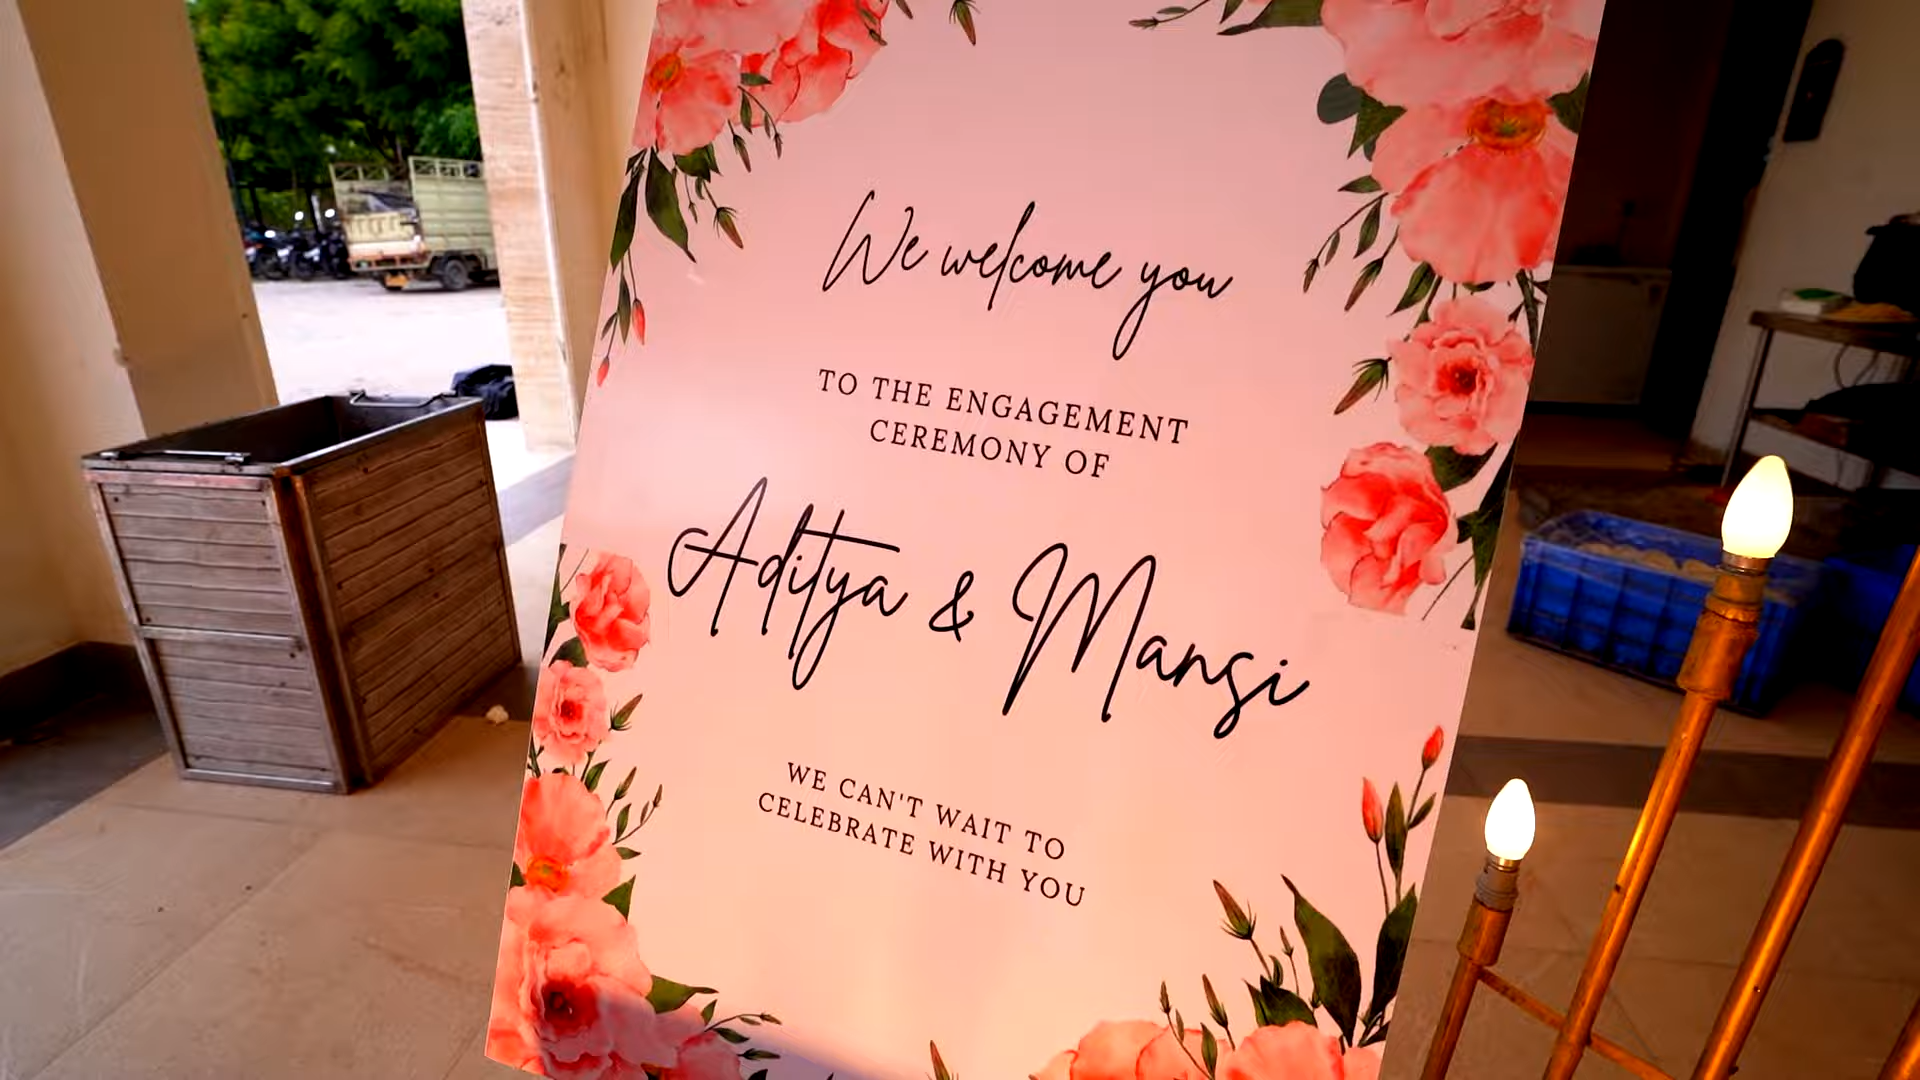 We welcome you
TO THE ENGAGEMENT
CEREMONY OF
Aditya & Mansi
WE CAN'T WAIT TO
CELEBRATE WITH YOU